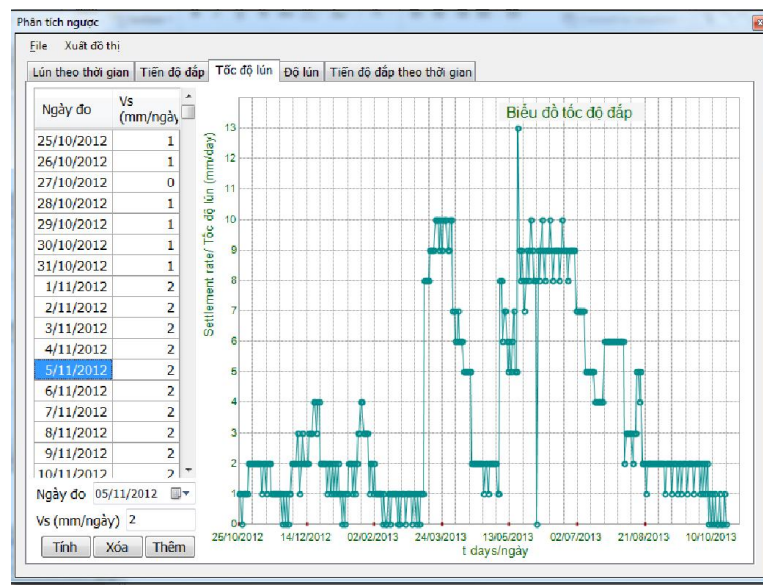 Phân tích ngược
File Xuất đồ thị
Lún theo thời gian Tiến độ đắp Tốc độ lún Độ lún Tiến độ đắp theo thời gian
Ngày đo Vs (mm/ngày
25/10/2012 1
26/10/2012 1
27/10/2012 0
28/10/2012 1
29/10/2012 1
30/10/2012 1
31/10/2012 1
1/11/2012 2
2/11/2012 2
3/11/2012 2
4/11/2012 2
5/11/2012 2
6/11/2012 2
7/11/2012 2
8/11/2012 2
9/11/2012 2
10/11/2012 2
Ngày đo 05/11/2012
Vs (mm/ngày) 2
Tính Xóa Thêm
Biểu đồ tốc độ đắp
Settlement rate/ Tốc độ lún (mm/day)
13
12
11
10
9
8
7
6
5
4
3
2
1
0
25/10/2012 14/12/2012 02/02/2013 24/03/2013 13/05/2013 02/07/2013 21/08/2013 10/10/2013
t days/ngày